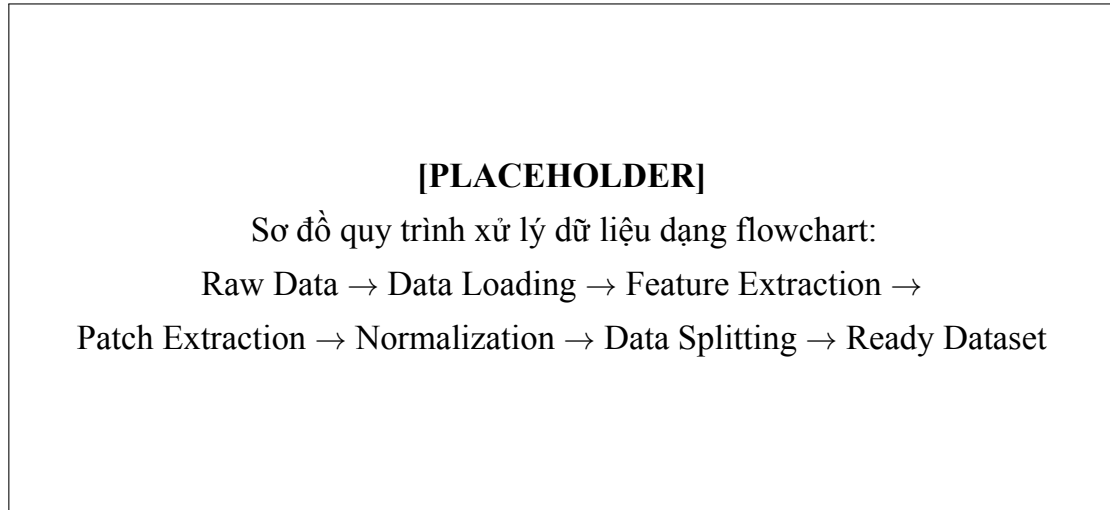 [PLACEHOLDER]
Sơ đồ quy trình xử lý dữ liệu dạng flowchart:
Raw Data → Data Loading → Feature Extraction →
Patch Extraction → Normalization → Data Splitting → Ready Dataset